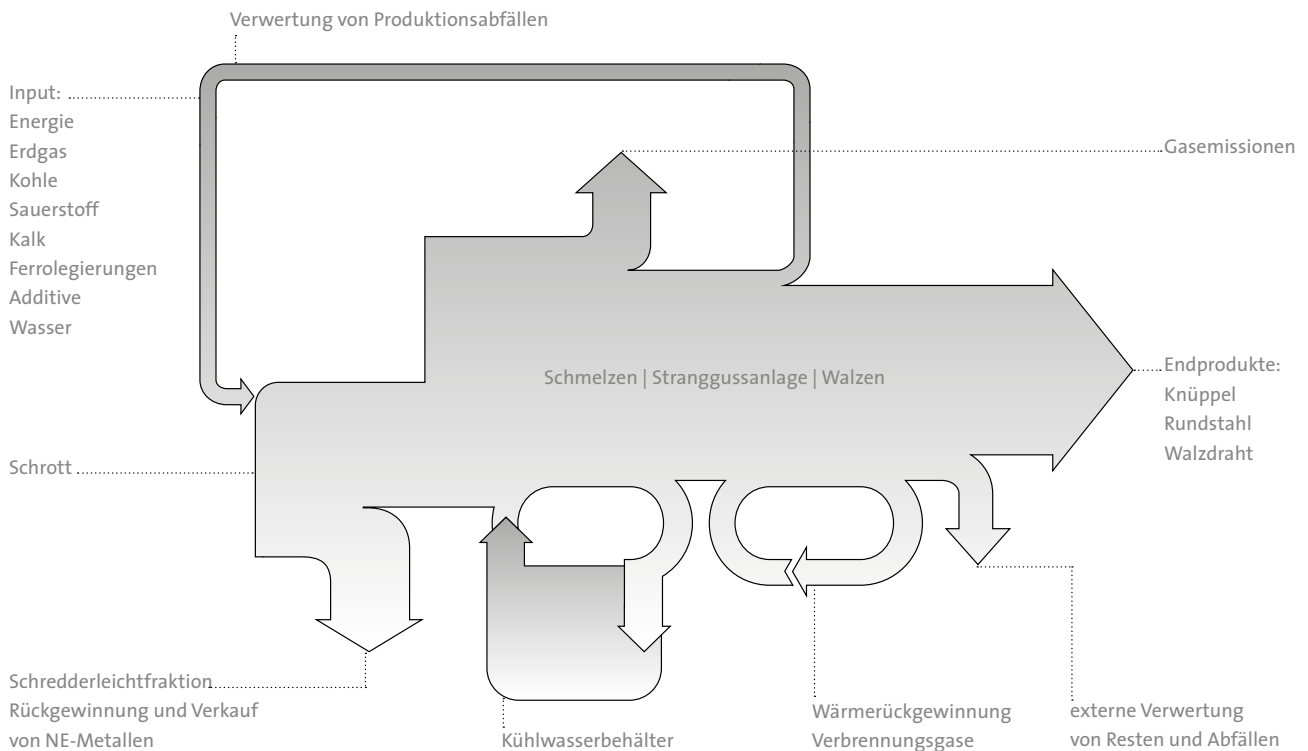 Verwertung von Produktionsabfällen
Input:
Energie
Erdgas
Kohle
Sauerstoff
Kalk
Ferrolegierungen
Additive
Wasser
Gasemissionen
Schmelzen | Stranggussanlage | Walzen
Endprodukte:
Knüppel
Rundstahl
Walzdraht
Schrott
Schredderleichtfraktion
Rückgewinnung und Verkauf
von NE-Metallen
Kühlwasserbehälter
Wärmerückgewinnung
Verbrennungsgase
externe Verwertung
von Resten und Abfällen